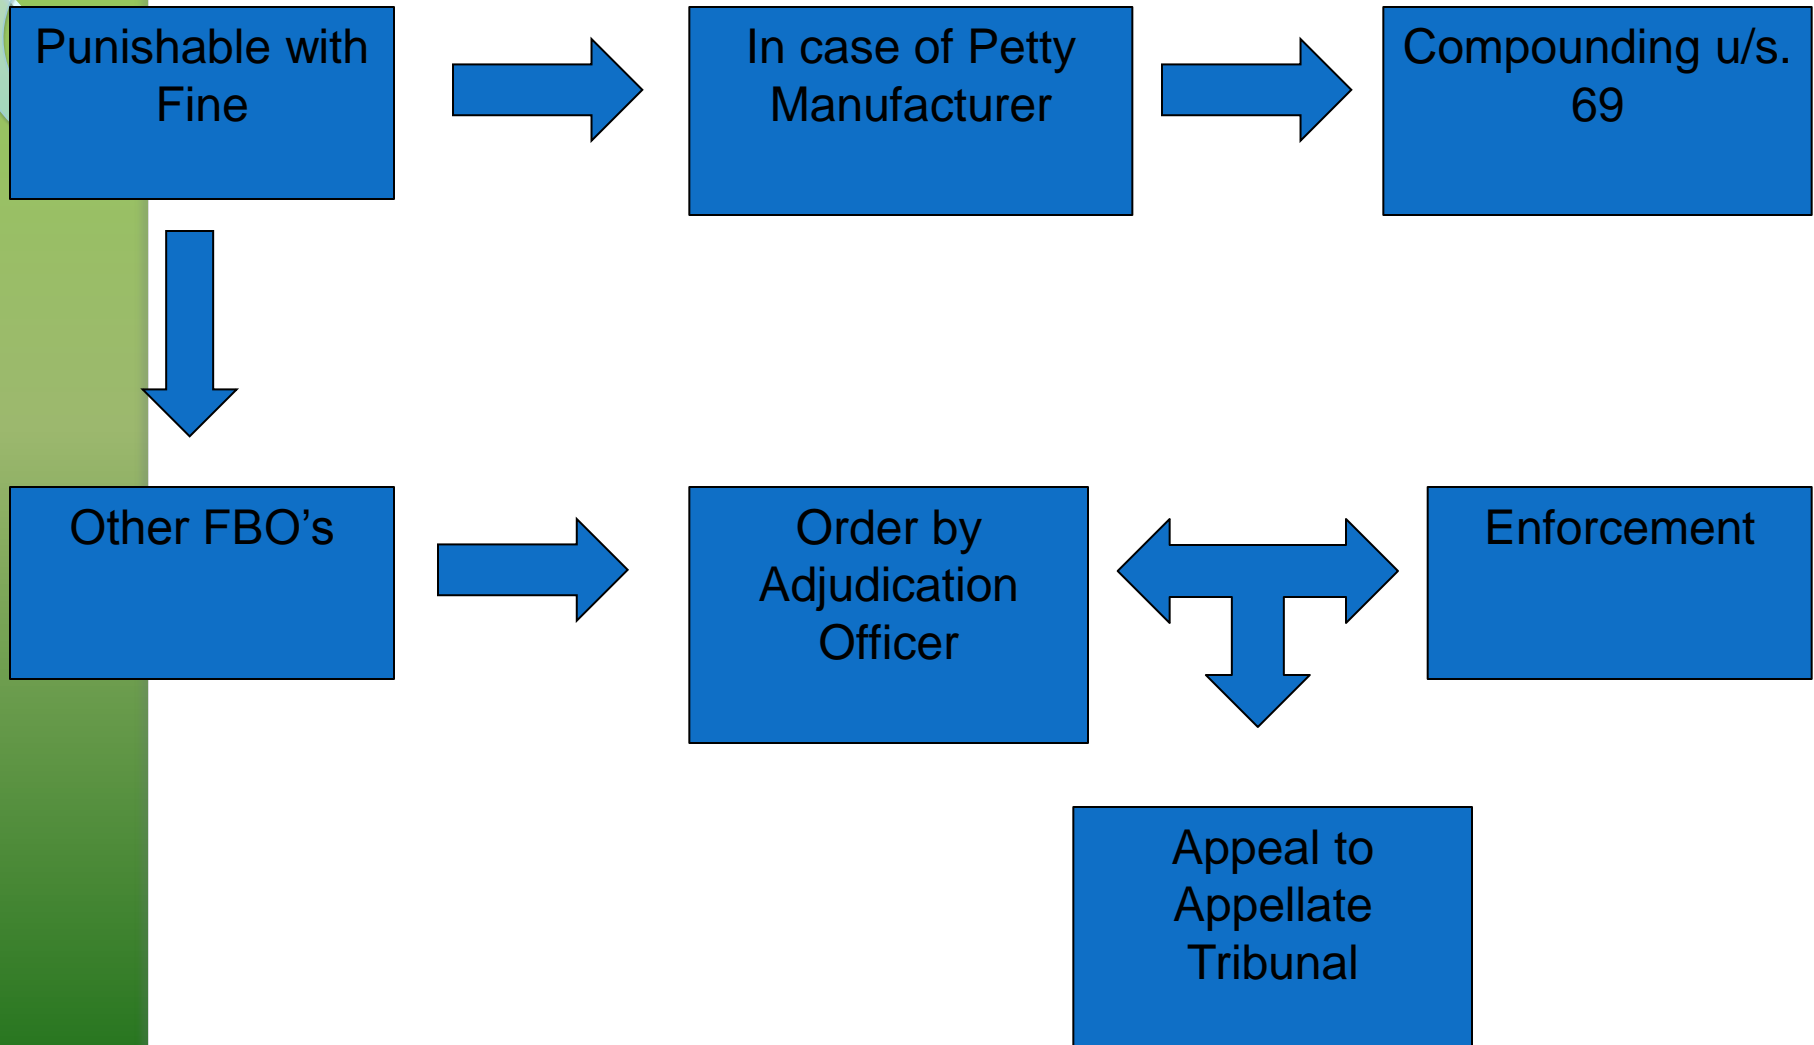 Punishable with
Fine
In case of Petty
Manufacturer
Compounding u/s.
69
Other FBO’s
Order by
Adjudication
Officer
Enforcement
Appeal to
Appellate
Tribunal